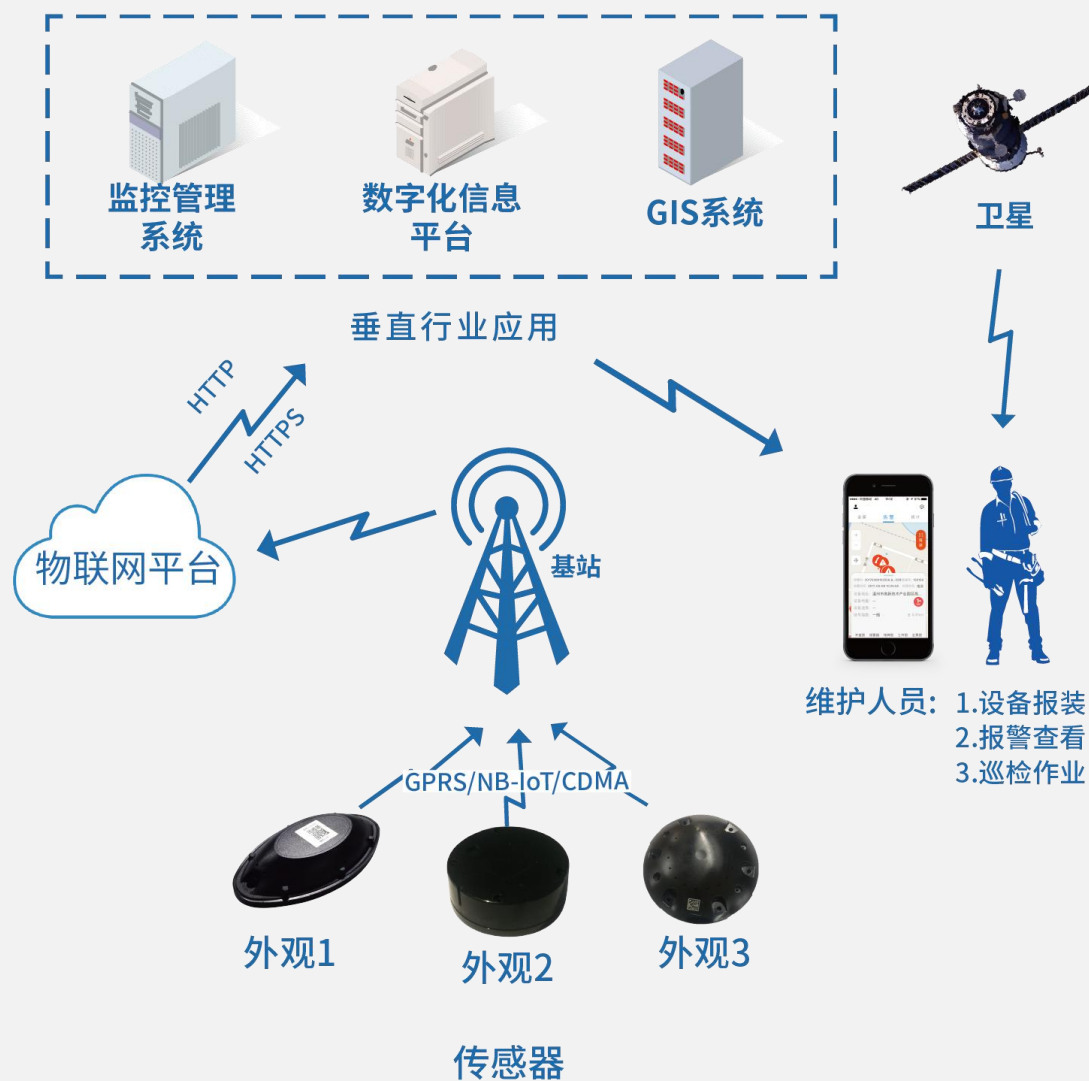 监控管理
系统
数字化信息
平台
GIS系统
卫星
垂直行业应用
HTTP
HTTPS
物联网平台
基站
维护人员:
1.设备报装
2.报警查看
3.巡检作业
GPRS/NB-IoT/CDMA
外观1
外观2
外观3
传感器